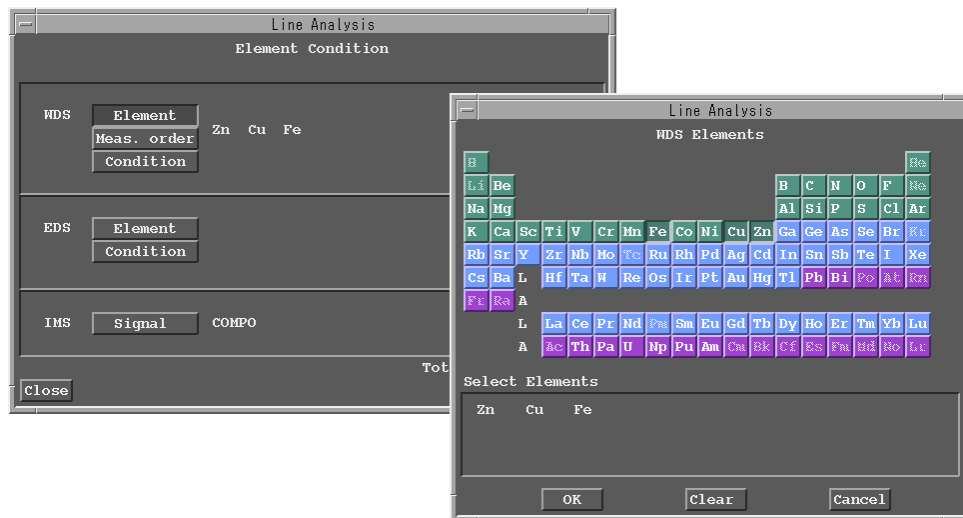 Line Analysis
Element Condition
WDS
Element
Meas. order
Condition
Zn Cu Fe
EDS
Element
Condition
IMS
Signal
COMPO
Tot
Close
Line Analysis
WDS Elements
H He
Li Be B C N O F Ne
Na Mg Al Si P S Cl Ar
K Ca Sc Ti V Cr Mn Fe Co Ni Cu Zn Ga Ge As Se Br Kr
Rb Sr Y Zr Nb Mo Tc Ru Rh Pd Ag Cd In Sn Sb Te I Xe
Cs Ba L Hf Ta W Re Os Ir Pt Au Hg Tl Pb Bi Po At Rn
Fr Ra A
L La Ce Pr Nd Pm Sm Eu Gd Tb Dy Ho Er Tm Yb Lu
A Ac Th Pa U Np Pu Am Cm Bk Cf Es Fm Md No Lr
Select Elements
Zn Cu Fe
OK
Clear
Cancel